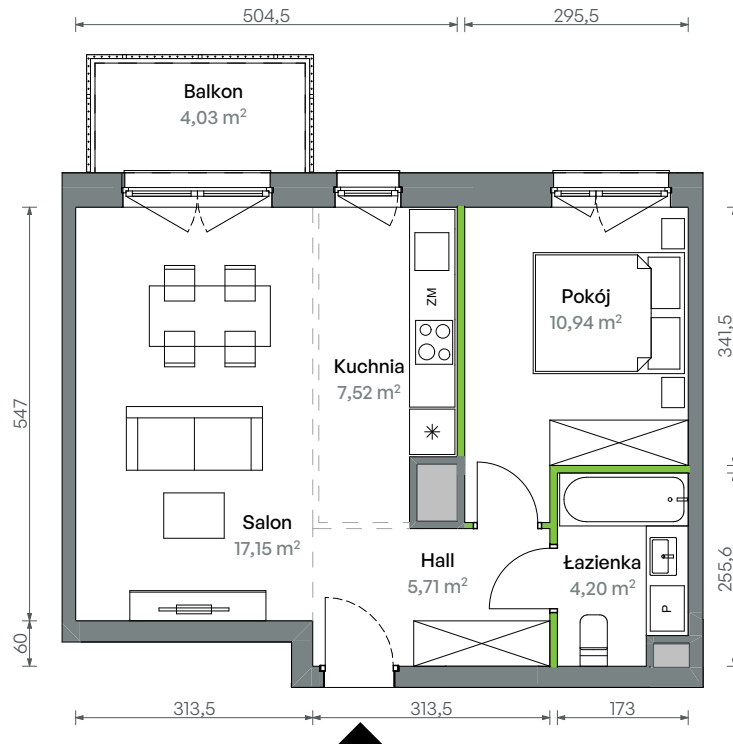 504,5
295,5
Balkon
4,03 m²
Pokój
10,94 m²
ZM
341,5
Kuchnia
7,52 m²
547
Salon
17,15 m²
Hall
5,71 m²
Łazienka
4,20 m²
255,6
P
60
313,5
313,5
173